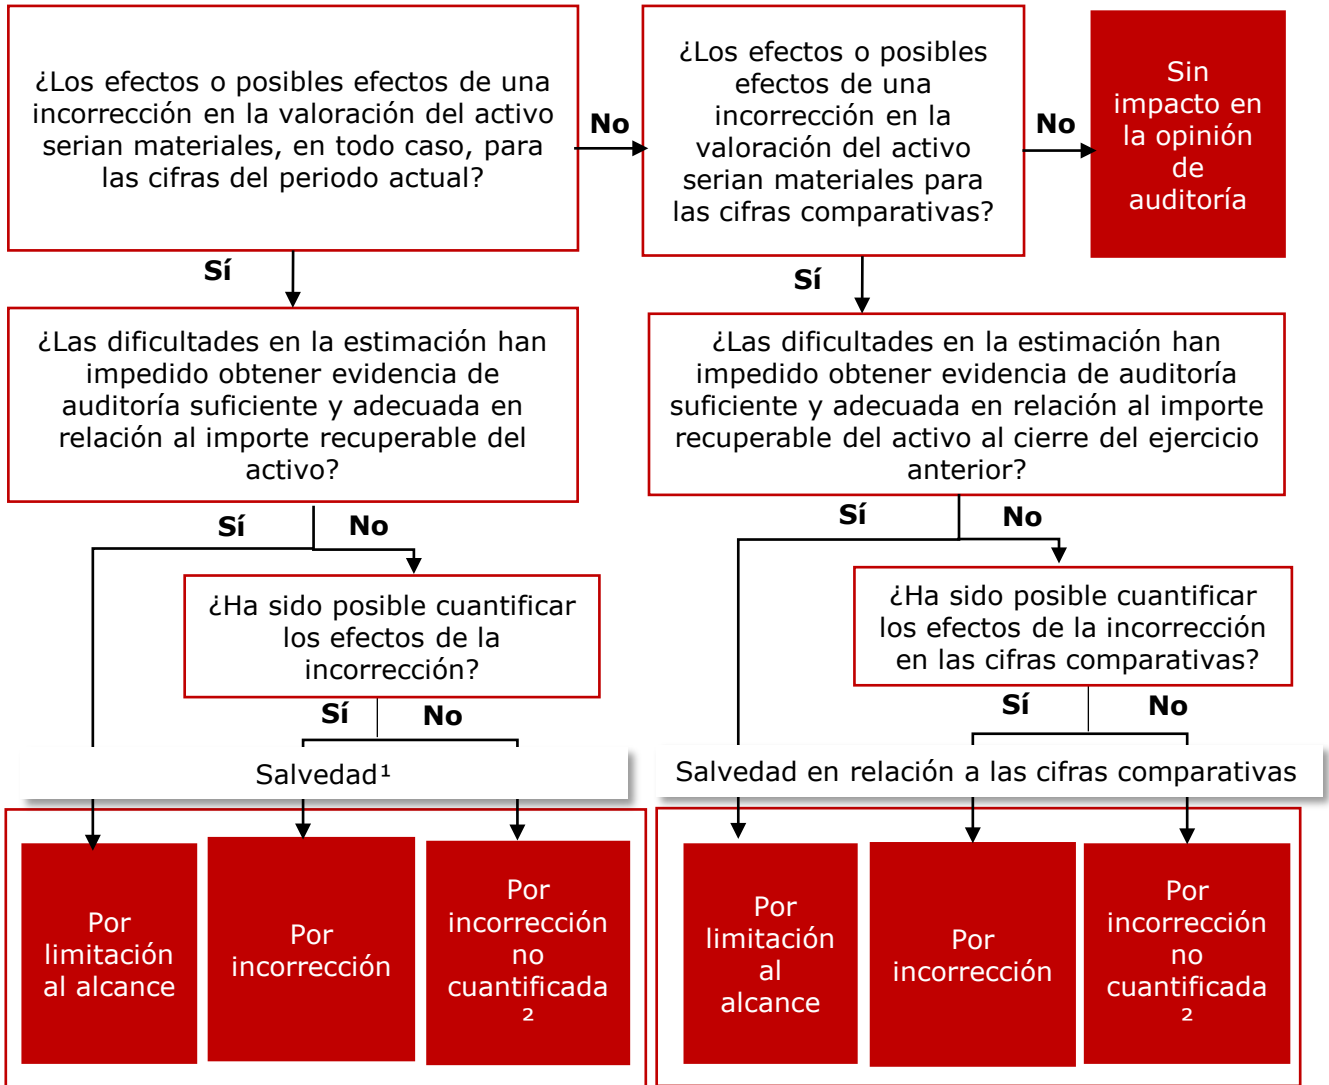 ¿Los efectos o posibles efectos de una
incorrección en la valoración del activo
serian materiales, en todo caso, para
las cifras del periodo actual?
No
¿Los efectos o posibles
efectos de una
incorrección en la
valoración del activo
serian materiales para
las cifras comparativas?
No
Sin
impacto en
la opinión
de
auditoría
Sí
Sí
¿Las dificultades en la estimación han
impedido obtener evidencia de
auditoría suficiente y adecuada en
relación al importe recuperable del
activo?
¿Las dificultades en la estimación han
impedido obtener evidencia de auditoría
suficiente y adecuada en relación al importe
recuperable del activo al cierre del ejercicio
anterior?
Sí
No
Sí
No
¿Ha sido posible cuantificar
los efectos de la
incorrección?
¿Ha sido posible cuantificar
los efectos de la incorrección
en las cifras comparativas?
Sí
No
Sí
No
Salvedad¹
Salvedad en relación a las cifras comparativas
Por
limitación
al alcance
Por
incorrección
Por
incorrección
no
cuantificada
²
Por
limitación
al
alcance
Por
incorrección
Por
incorrección
no
cuantificada
²